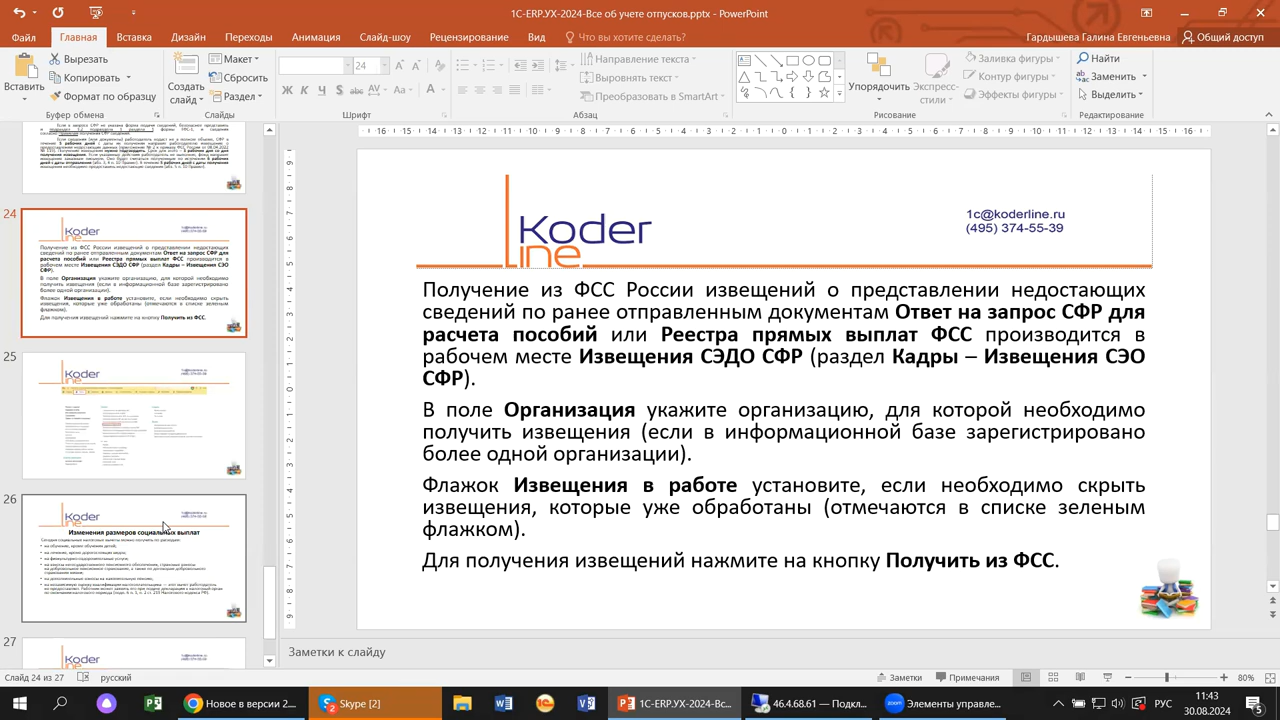 1С-ERP.УХ-2024-Вс...ФСС.px - PowerPoint
Гардышева Галина Евгеньевна
Общий доступ
Файл Главная Вставка Дизайн Переходы Анимация Слайд-шоу Рецензирование Вид Что вы хотите сделать?
Вставить
Вырезать
Копировать
Формат по образцу
Буфер обмена
Создать слайд
Макет
Сбросить
Раздел
Слайды
24
Шрифт
Направление текста
Выровнять текст
Преобразовать в SmartArt
Абзац
Упорядочить
Экспресс-стили
Заливка фигуры
Контур фигуры
Эффекты фигуры
Рисование
Найти
Заменить
Выделить
Редактирование
24
25
26
Изменения размеров социальных выплат
27
Koder
line
1c@koderline.ru
(495) 374-55-39
Получение из ФСС России извещений о представлении недостающих
сведений по ранее отправленным документам Ответ на запрос СФР для
расчета пособий или Реестра прямых выплат ФСС производится в
рабочем месте Извещения СЭДО СФР (раздел Кадры – Извещения СЭО
СФР).
В поле Организация укажите организацию, для которой необходимо
получить извещения (если в информационной базе зарегистрировано
более одной организации).
Флажок Извещения в работе установите, если необходимо скрыть
извещения, которые уже обработаны (отмечаются в списке зеленым
флажком).
Для получения извещений нажмите на кнопку Получить из ФСС.
Заметки к слайду
Слайд 24 из 27 русский Заметки Примечания 80%
Новое в версии 2...
Skype [2]
1С-ERP.УХ-2024-Вс...
46.4.68.61 – Подкл...
Элементы управле...
РУС
11:43
30.08.2024